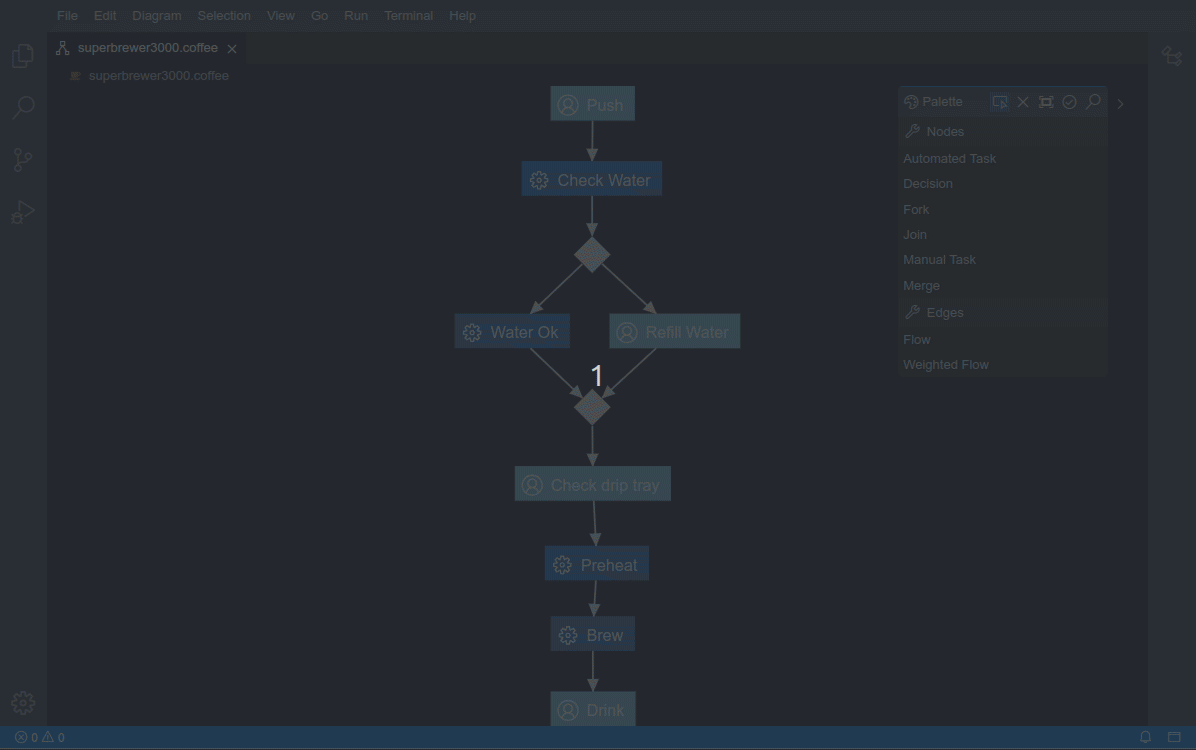 File Edit Diagram Selection View Go Run Terminal Help
superbrewer3000.coffee
superbrewer3000.coffee
Push
Palette
Nodes
Automated Task
Decision
Fork
Join
Manual Task
Merge
Edges
Flow
Weighted Flow
Check Water
Water Ok
Refill Water
1
Check drip tray
Preheat
Brew
Drink
0 0